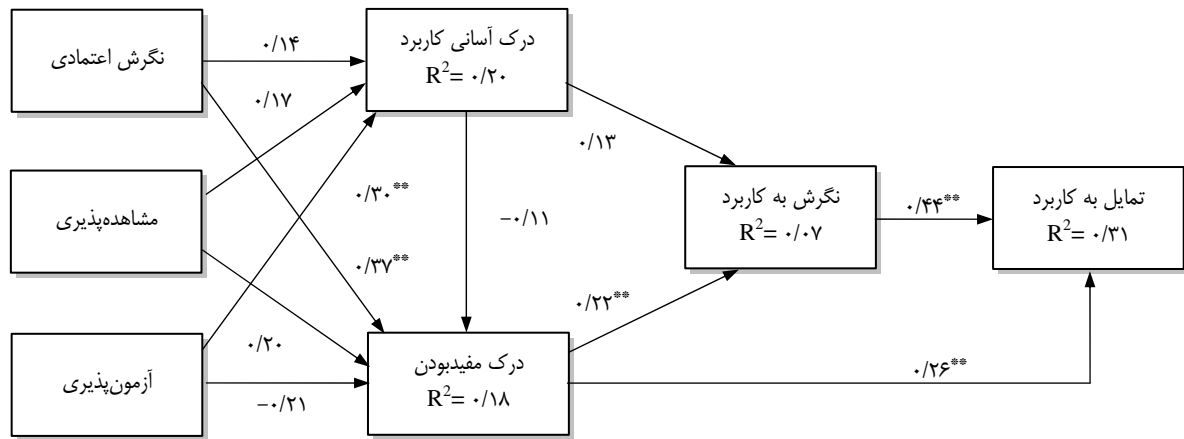 نگرش اعتمادی
۰/۱۴
درک آسانی کاربرد
R²= ۰/۲۰
۰/۱۷
۰/۱۳
مشاهده‌پذیری
۰/۳۰**
-۰/۱۱
نگرش به کاربرد
R²= ۰/۰۷
۰/۴۴**
تمایل به کاربرد
R²= ۰/۳۱
۰/۳۷**
۰/۲۲**
آزمون‌پذیری
۰/۲۰
-۰/۲۱
درک مفیدبودن
R²= ۰/۱۸
۰/۲۶**